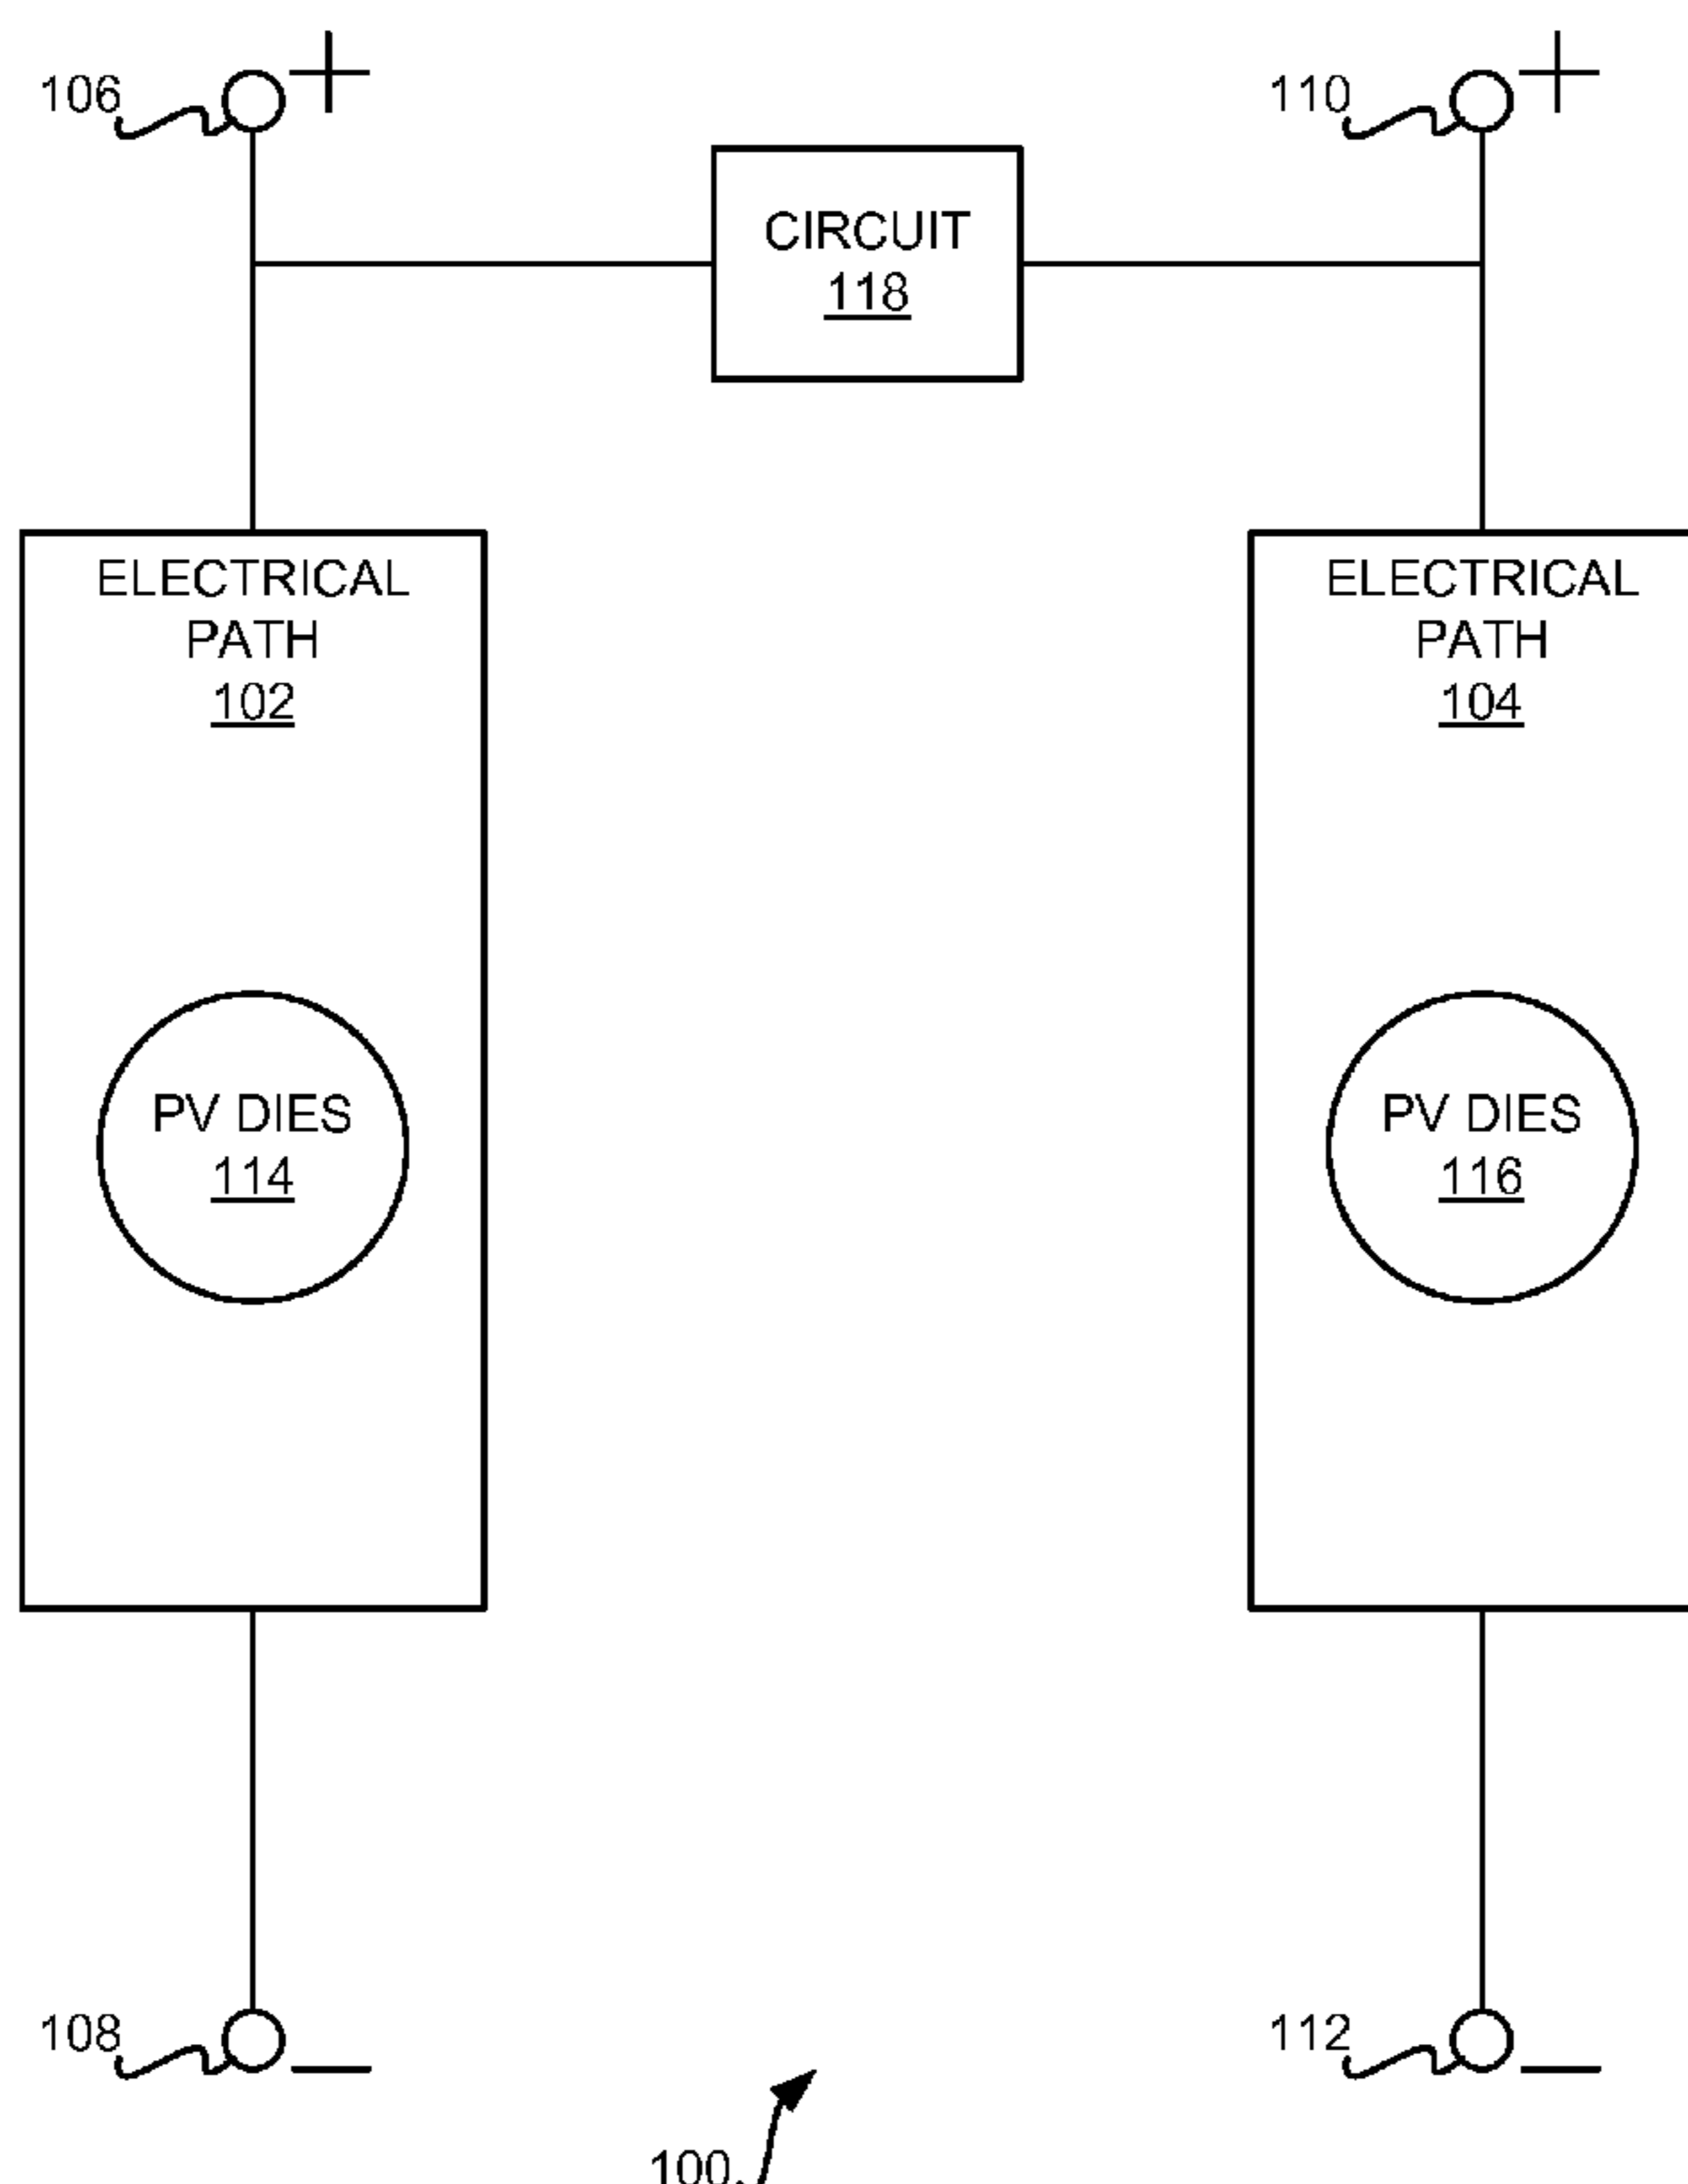 106 +
110 +
CIRCUIT
118
ELECTRICAL
PATH
102
ELECTRICAL
PATH
104
PV DIES
114
PV DIES
116
108 −
112 −
100